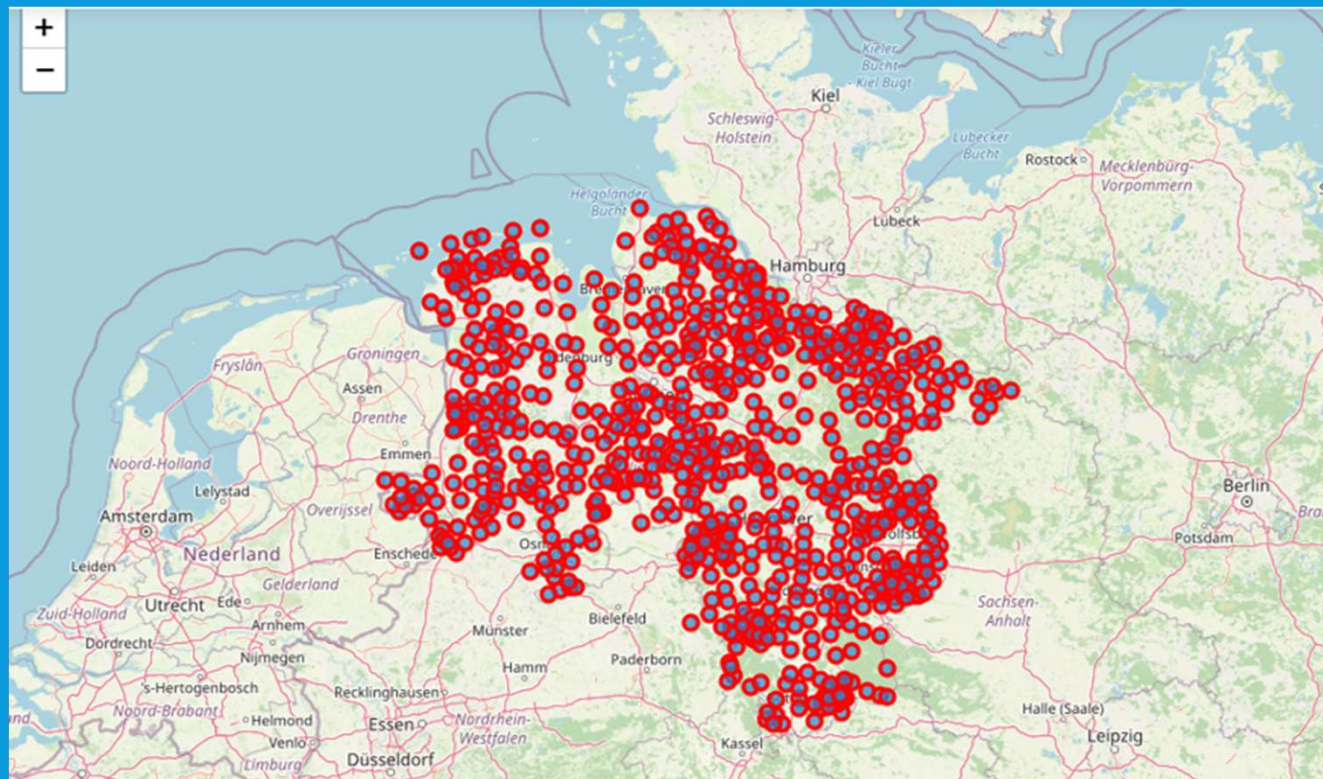 +
−
Kieler
Bucht
- Kiel Bugt
Kiel
Schleswig-
Holstein
Lübecker
Bucht
Rostock
Mecklenburg-
Vorpommern
Helgoländer
Bucht
Lübeck
Hamburg
Groningen
Fryslân
Assen
Drenthe
Emmen
Noord-Holland
Lelystad
Overijssel
Amsterdam
Berlin
Potsdam
Nederland
Enschede
Leiden
Gelderland
Utrecht
Ede
Zuid-Holland
Arnhem
Sachsen-
Anhalt
Münster
Bielefeld
Dordrecht
Nijmegen
Hamm
Paderborn
's-Hertogenbosch
Recklinghausen
Noord-Brabant
Helmond
Essen
Nordrhein-
Westfalen
Halle (Saale)
Venlo
Kassel
Leipzig
Limburg
Düsseldorf